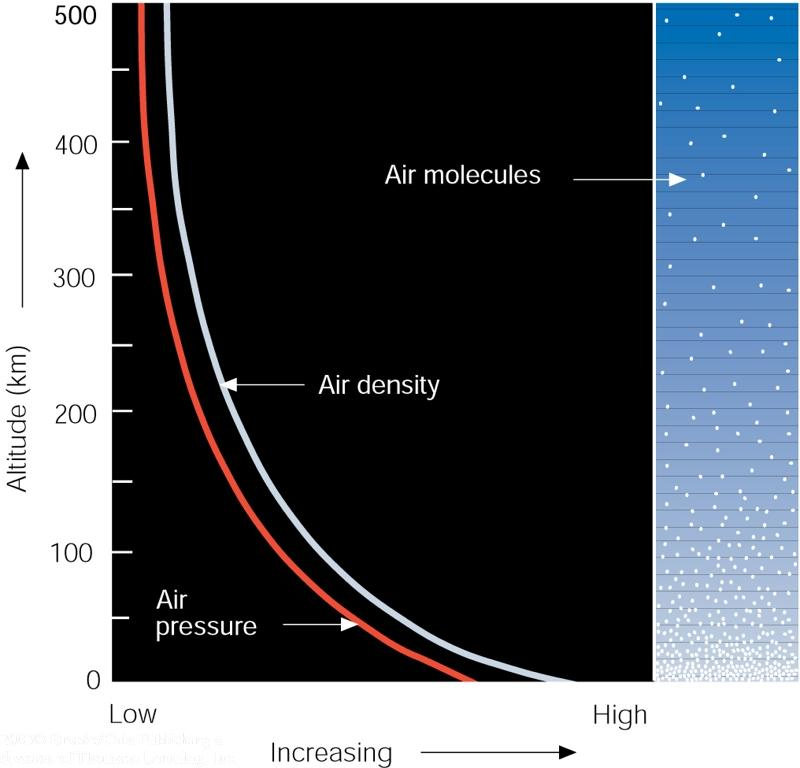 500
400
300
200
100
0
Altitude (km)
Air molecules
Air density
Air
pressure
Low
High
Increasing